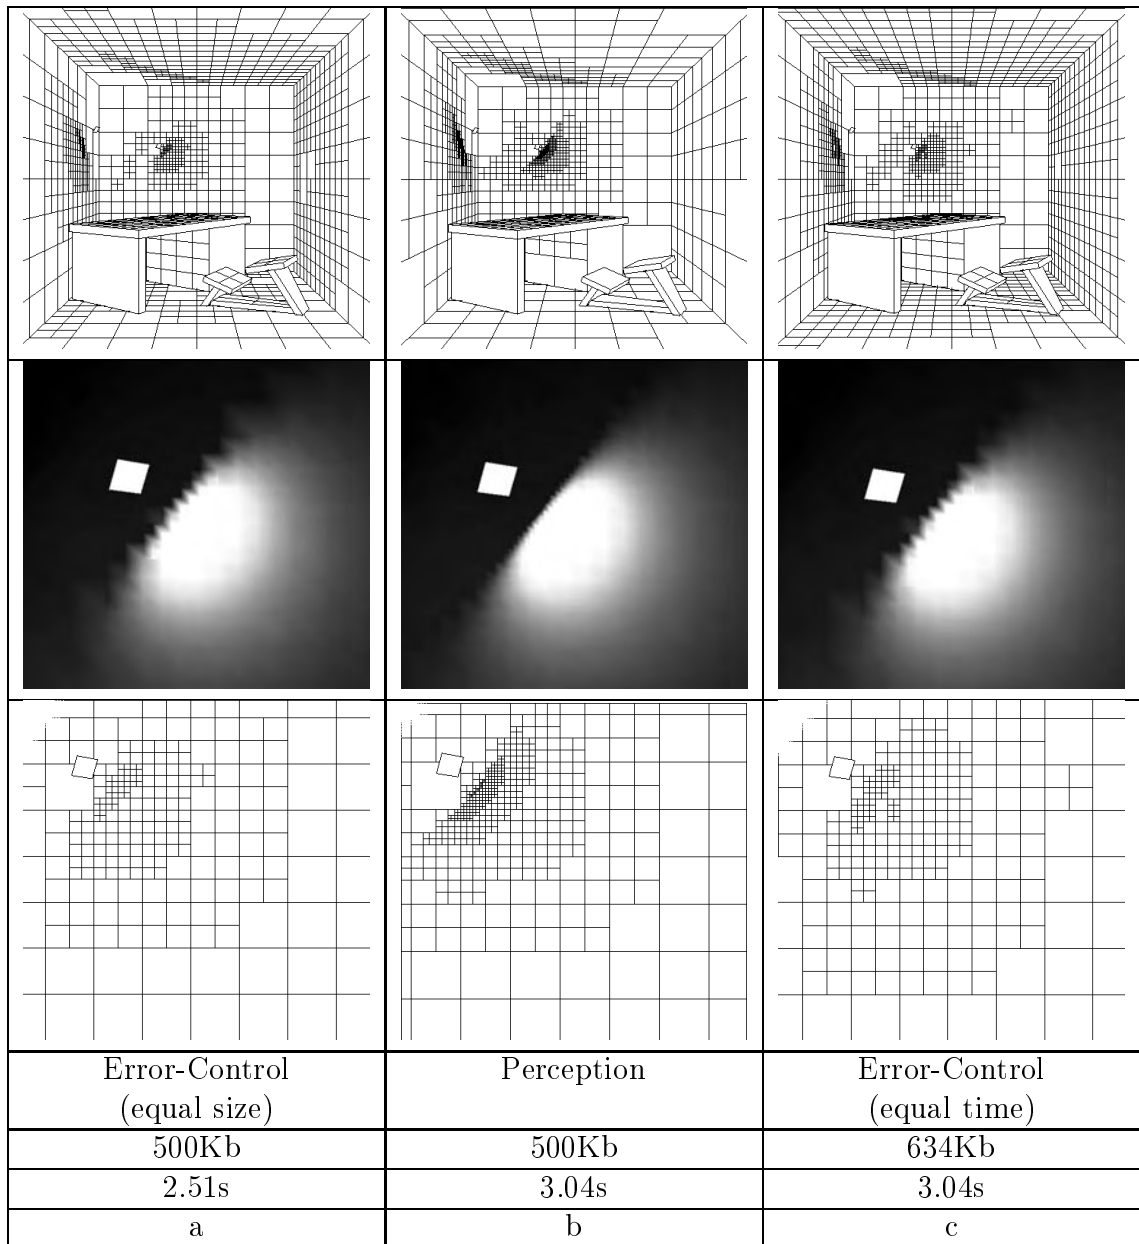 Error-Control Perception Error-Control
(equal size) (equal time)
500Kb 500Kb 634Kb
2.51s 3.04s 3.04s
a b c